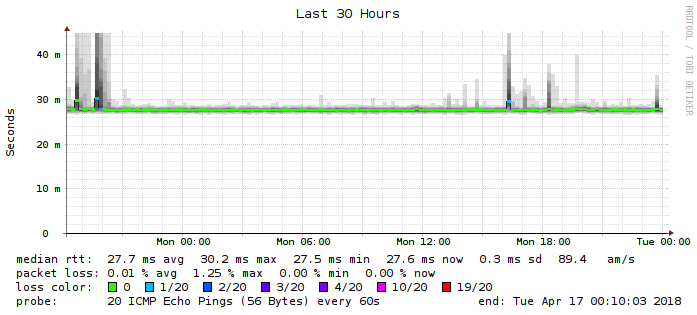 Last 30 Hours
RRDTOOL / TOBI OETIKER
Seconds
40 m
30 m
20 m
10 m
0
Mon 00:00 Mon 06:00 Mon 12:00 Mon 18:00 Tue 00:00
median rtt: 27.7 ms avg 30.2 ms max 27.5 ms min 27.6 ms now 0.3 ms sd 89.4 am/s
packet loss: 0.01 % avg 1.25 % max 0.00 % min 0.00 % now
loss color: 0 1/20 2/20 3/20 4/20 10/20 19/20
probe: 20 ICMP Echo Pings (56 Bytes) every 60s end: Tue Apr 17 00:10:03 2018